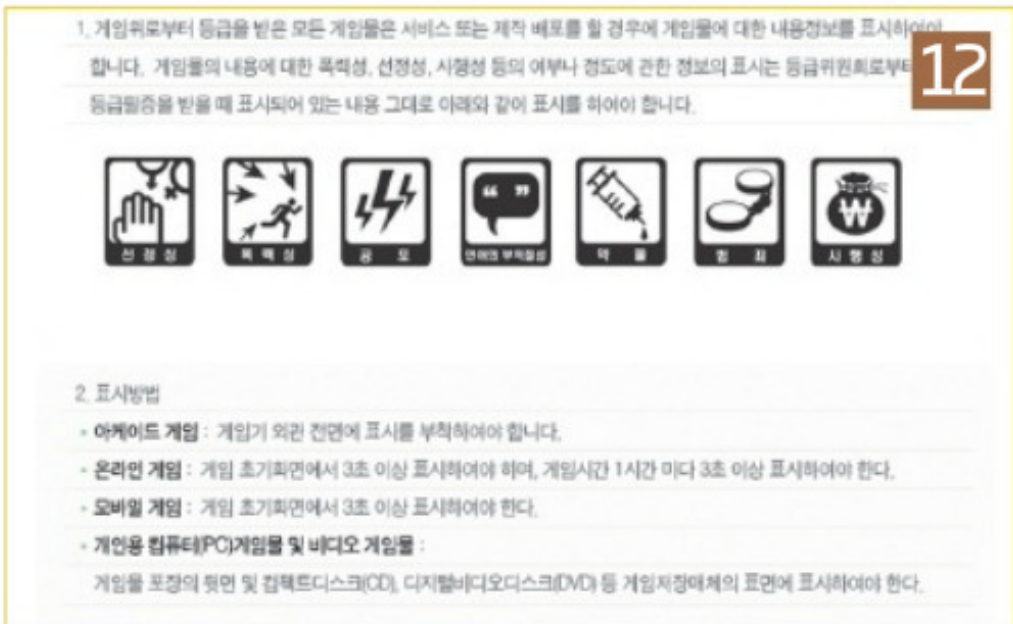 1. 게임위로부터 등급을 받은 모든 게임물은 서비스 또는 제작 배포를 할 경우에 게임물에 대한 내용정보를 표시하여야
12
합니다. 게임물의 내용에 대한 폭력성, 선정성, 사행성 등의 여부나 정도에 관한 정보의 표시는 등급위원회로부터
등급필증을 받을 때 표시되어 있는 내용 그대로 아래와 같이 표시를 하여야 합니다.
“ ”
₩
선정성 폭력성 공포 언어의 부적절성 약물 범죄 사행성
2. 표시방법
• 아케이드 게임 : 게임기 외관 전면에 표시를 부착하여야 합니다.
• 온라인 게임 : 게임 초기화면에서 3초 이상 표시하여야 하며, 게임시간 1시간 마다 3초 이상 표시하여야 한다.
• 모바일 게임 : 게임 초기화면에서 3초 이상 표시하여야 한다.
• 개인용 컴퓨터(PC)게임물 및 비디오 게임물 :
게임물 포장의 뒷면 및 컴팩트디스크(CD), 디지털비디오디스크(DVD) 등 게임저장매체의 표면에 표시하여야 한다.